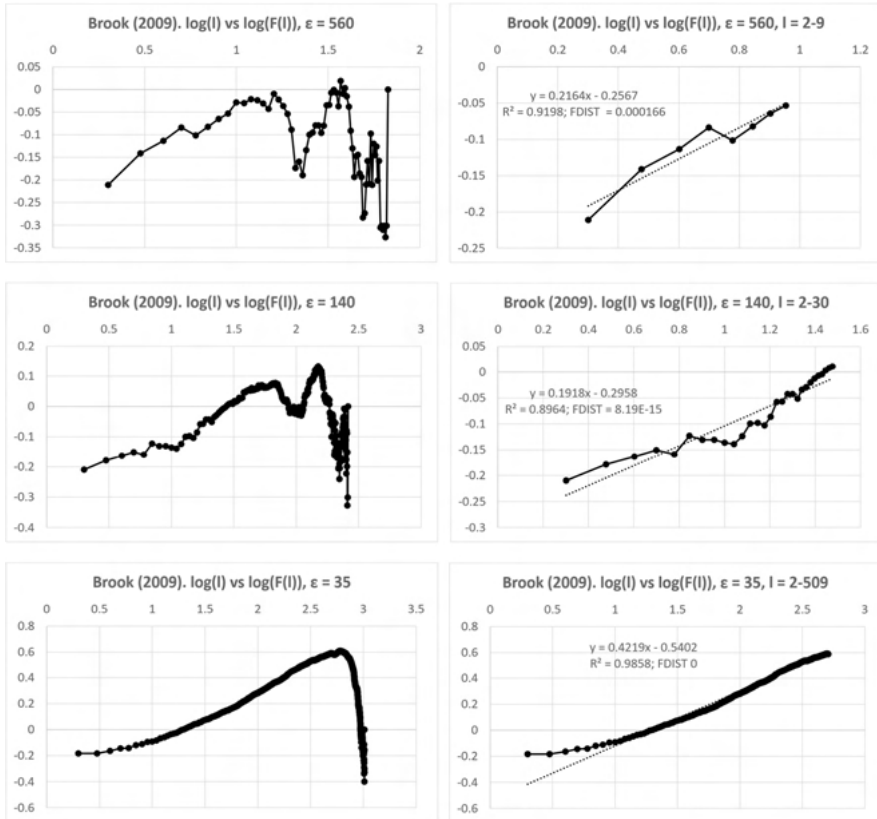 Brook (2009). log(l) vs log(F(l)), ε = 560
0 0.5 1 1.5 2
0.05
0
-0.05
-0.1
-0.15
-0.2
-0.25
-0.3
-0.35
Brook (2009). log(l) vs log(F(l)), ε = 560, l = 2-9
0 0.2 0.4 0.6 0.8 1 1.2
0
-0.05
-0.1
-0.15
-0.2
-0.25
y = 0.2164x - 0.2567
R² = 0.9198; FDIST = 0.000166
Brook (2009). log(l) vs log(F(l)), ε = 140
0 0.5 1 1.5 2 2.5 3
0.2
0.1
0
-0.1
-0.2
-0.3
-0.4
Brook (2009). log(l) vs log(F(l)), ε = 140, l = 2-30
0 0.2 0.4 0.6 0.8 1 1.2 1.4 1.6
0.05
0
-0.05
-0.1
-0.15
-0.2
-0.25
-0.3
y = 0.1918x - 0.2958
R² = 0.8964; FDIST = 8.19E-15
Brook (2009). log(l) vs log(F(l)), ε = 35
0 0.5 1 1.5 2 2.5 3 3.5
0.8
0.6
0.4
0.2
0
-0.2
-0.4
-0.6
Brook (2009). log(l) vs log(F(l)), ε = 35, l = 2-509
0 0.5 1 1.5 2 2.5 3
0.8
0.6
0.4
0.2
0
-0.2
-0.4
-0.6
y = 0.4219x - 0.5402
R² = 0.9858; FDIST 0